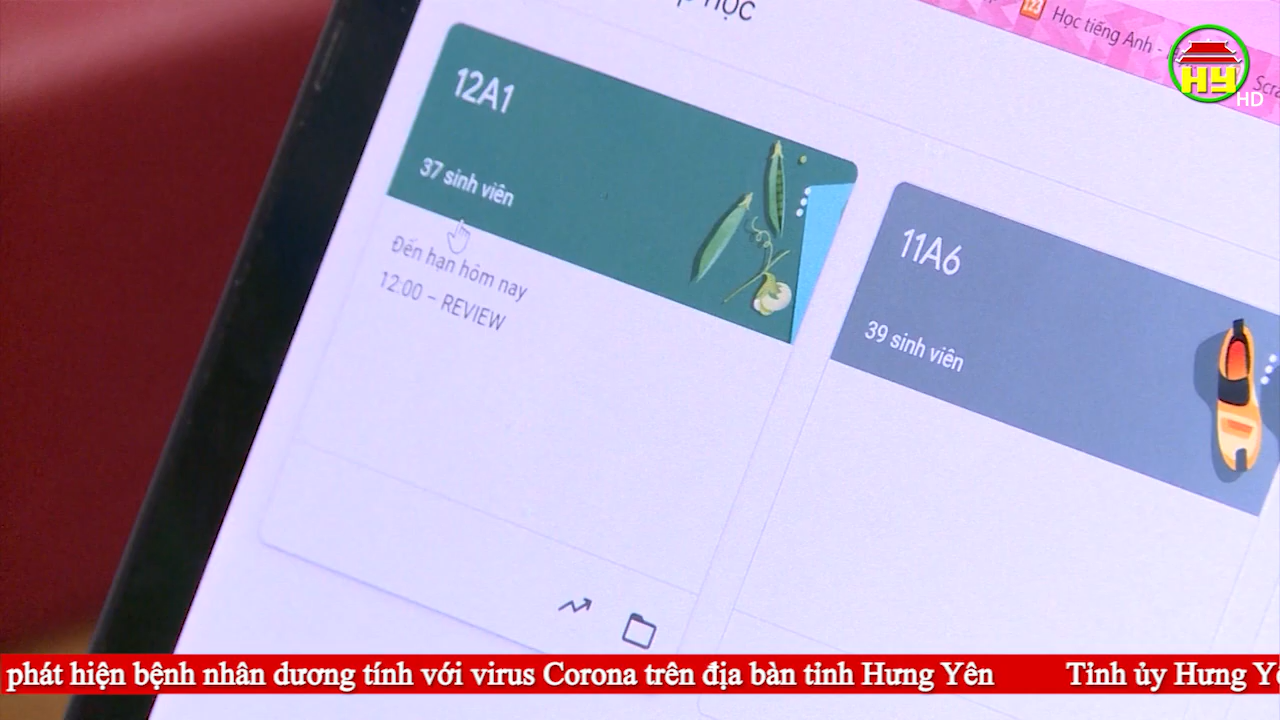 học
Học tiếng Anh -
HY
HD
12A1
37 sinh viên
Đến hạn hôm nay
12:00 – REVIEW
11A6
39 sinh viên
phát hiện bệnh nhân dương tính với virus Corona trên địa bàn tỉnh Hưng Yên Tỉnh ủy Hưng